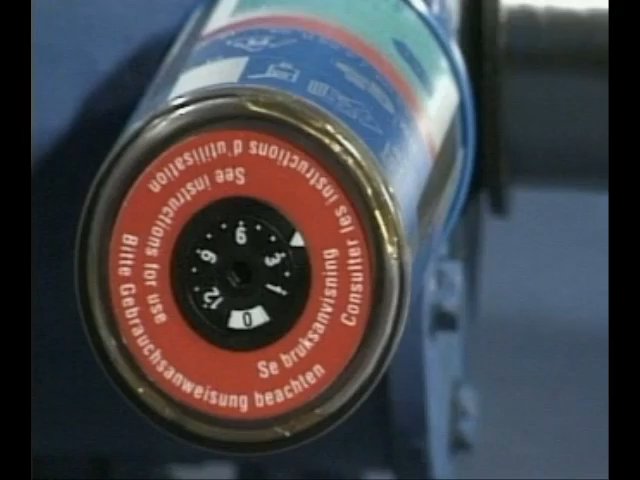 Consulter les instructions d'utilisation
See instructions for use
Se bruksanvisning
Bitte Gebrauchsanweisung beachten
0
1
3
6
9
12